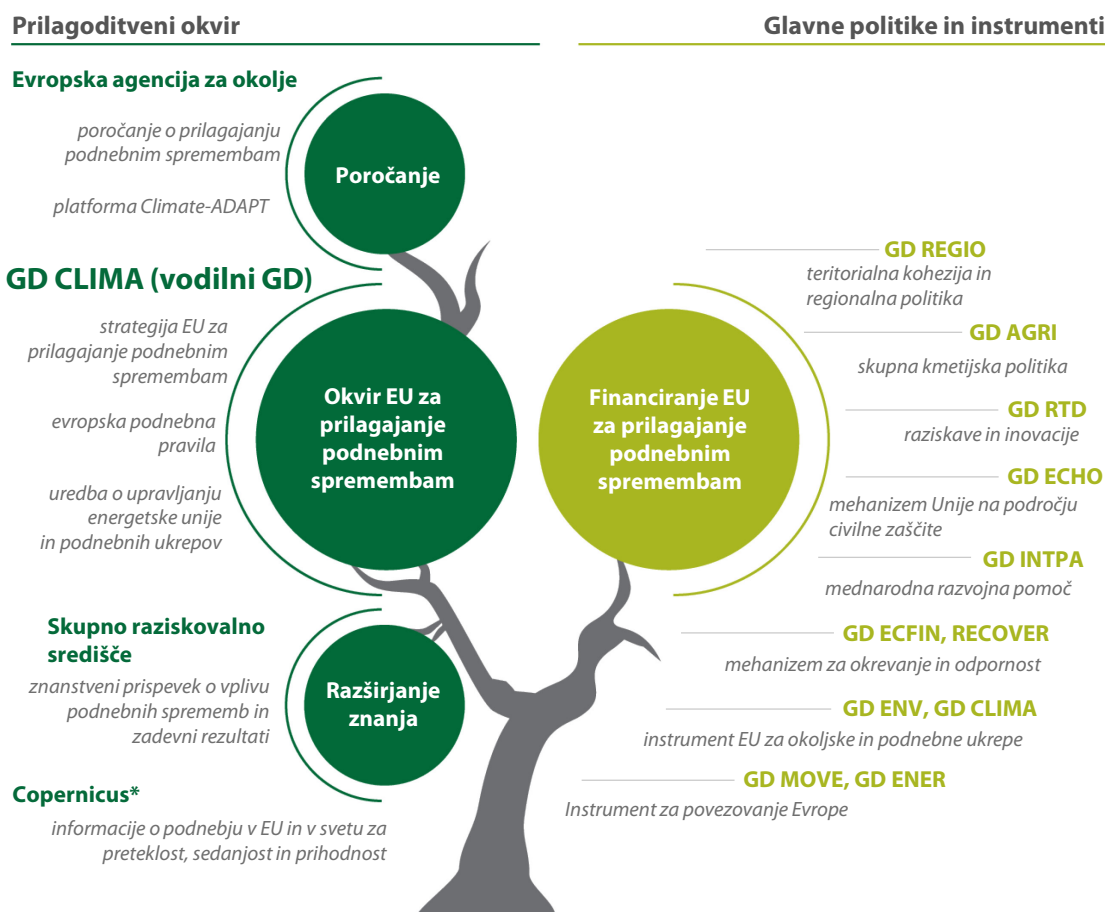 Prilagoditveni okvir
Glavne politike in instrumenti
Evropska agencija za okolje
poročanje o prilagajanju
podnebnim spremembam
platforma Climate-ADAPT
Poročanje
GD CLIMA (vodilni GD)
strategija EU za
prilagajanje podnebnim
spremembam
evropska podnebna
pravila
uredba o upravljanju
energetske unije
in podnebnih ukrepov
Okvir EU za
prilagajanje
podnebnim
spremembam
Skupno raziskovalno
središče
znanstveni prispevek o vplivu
podnebnih sprememb in
zadevni rezultati
Razširjanje
znanja
Copernicus*
informacije o podnebju v EU in v svetu za
preteklost, sedanjost in prihodnost
Financiranje EU
za prilagajanje
podnebnim
spremembam
GD REGIO
teritorialna kohezija in
regionalna politika
GD AGRI
skupna kmetijska politika
GD RTD
raziskave in inovacije
GD ECHO
mehanizem Unije na področju
civilne zaščite
GD INTPA
mednarodna razvojna pomoč
GD ECFIN, RECOVER
mehanizem za okrevanje in odpornost
GD ENV, GD CLIMA
instrument EU za okoljske in podnebne ukrepe
GD MOVE, GD ENER
Instrument za povezovanje Evrope